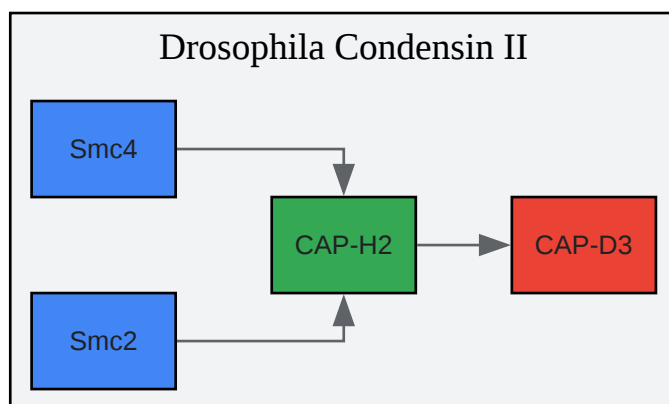 Drosophila Condensin II
Smc4
CAP-H2
CAP-D3
Smc2